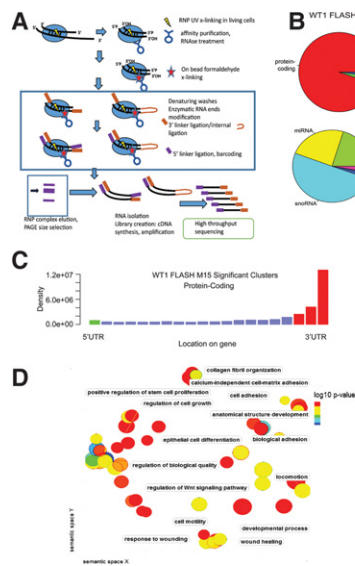 A
RNP UV x-linking in living cells
affinity purification,
RNAse treatment
On bead formaldehyde
x-linking
Denaturing washes
Enzymatic RNA ends
modification
3' linker ligation/internal
ligation
5' linker ligation, barcoding
RNP complex elution,
PAGE size selection
RNA isolation
Library creation: cDNA
synthesis, amplification
High throughput
sequencing
B
WT1 FLASH
protein-
coding
miRNA
snoRNA
C
WT1 FLASH M15 Significant Clusters
Protein-Coding
Density
1.2e+07
6.0e+06
0.0e+00
5'UTR
3'UTR
Location on gene
D
log10 p-value
collagen fibril organization
calcium-independent cell-matrix adhesion
positive regulation of stem cell proliferation
cell adhesion
regulation of cell growth
anatomical structure development
epithelial cell differentiation
biological adhesion
regulation of biological quality
locomotion
regulation of Wnt signaling pathway
cell motility
developmental process
response to wounding
wound healing
semantic space Y
semantic space X